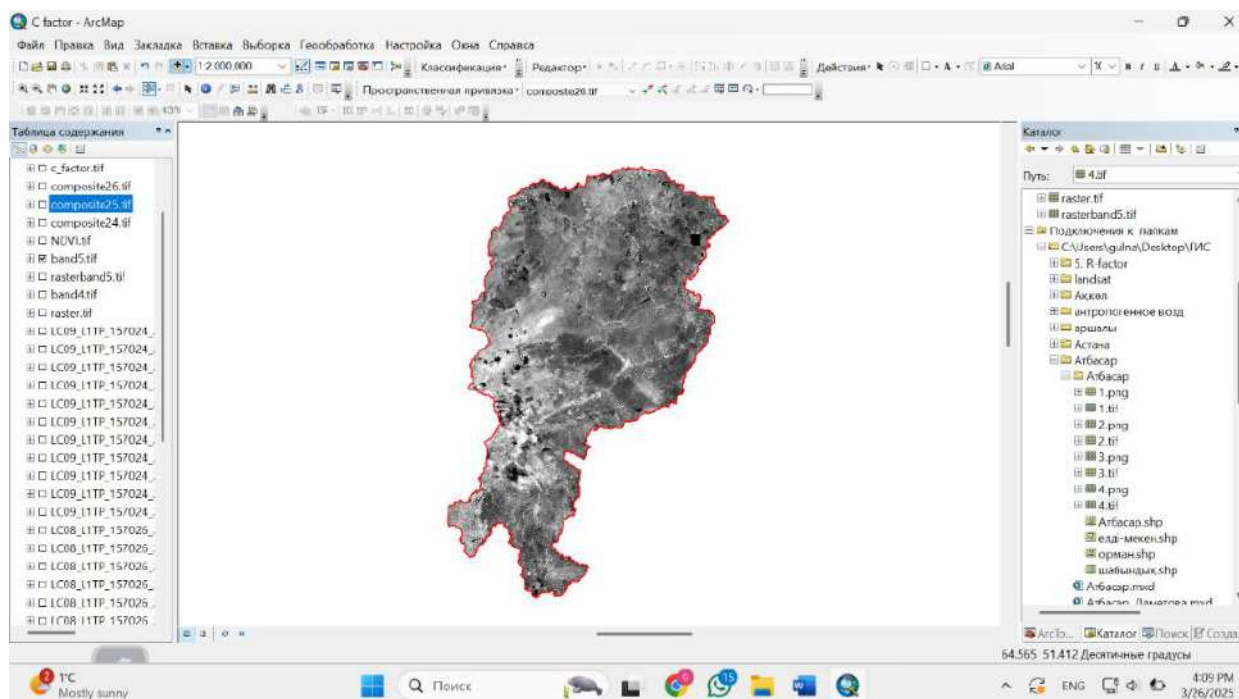 C factor - ArcMap
Файл Правка Вид Закладка Вставка Выборка Геообработка Настройка Окна Справка
1:2,000,000 Классификация Редактор Действия Arial
Пространственная привязка composite26.tif
Таблица содержания
c_factor.tif
composite26.tif
composite25.tif
composite24.tif
NDVI.tif
band5.tif
rasterband5.tif
band4.tif
raster.tif
LC09_L1TP_157024_
LC09_L1TP_157024_
LC09_L1TP_157024_
LC09_L1TP_157024_
LC09_L1TP_157024_
LC09_L1TP_157024_
LC09_L1TP_157024_
LC09_L1TP_157024_
LC09_L1TP_157024_
LC09_L1TP_157024_
LC09_L1TP_157024_
LC08_L1TP_157026_
LC08_L1TP_157026_
LC08_L1TP_157026_
LC08_L1TP_157026_
LC08_L1TP_157026_
LC08_L1TP_157026
Каталог
Путь: 4.tif
raster.tif
rasterband5.tif
Подключения к папкам
C:\Users\gulna\Desktop\ГИС
5. R-factor
landsat
Аккөл
антропогенное возд
аршалы
Астана
Атбасар
Атбасар
1.png
1.tif
2.png
2.tif
3.png
3.tif
4.png
4.tif
Атбасар.shp
елді-мекен.shp
орман.shp
шабындық.shp
Атбасар.mxd
Атбасар_Даметова.mxd
ArcTo... Каталог Поиск Созда
64.565 51.412 Десятичные градусы
1°C
Mostly sunny
Поиск
15
ENG
4:09 PM
3/26/2025